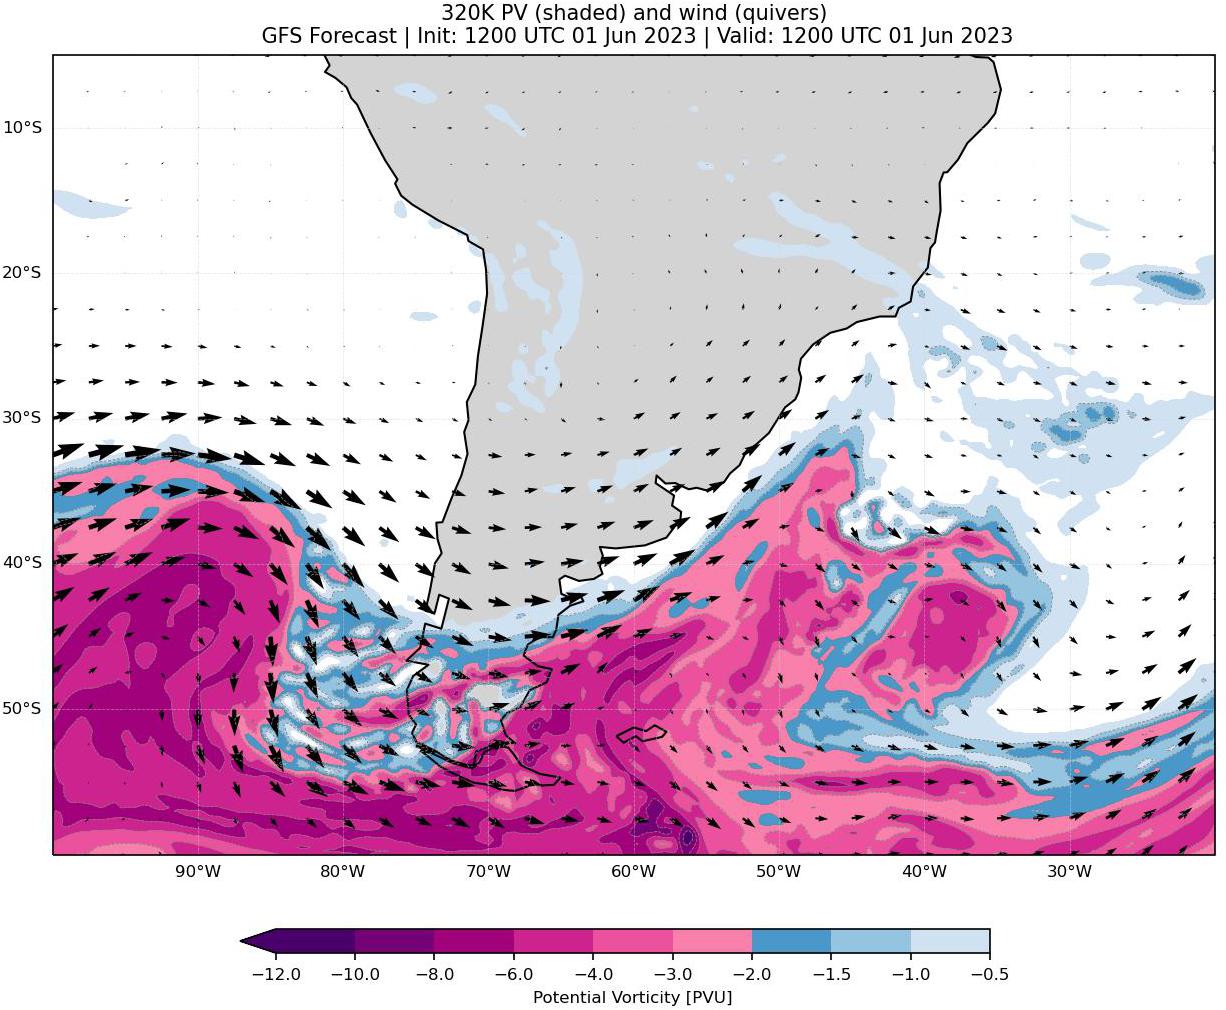 320K PV (shaded) and wind (quivers)
GFS Forecast | Init: 1200 UTC 01 Jun 2023 | Valid: 1200 UTC 01 Jun 2023
10°S
20°S
30°S
40°S
50°S
90°W 80°W 70°W 60°W 50°W 40°W 30°W
−12.0 −10.0 −8.0 −6.0 −4.0 −3.0 −2.0 −1.5 −1.0 −0.5
Potential Vorticity [PVU]